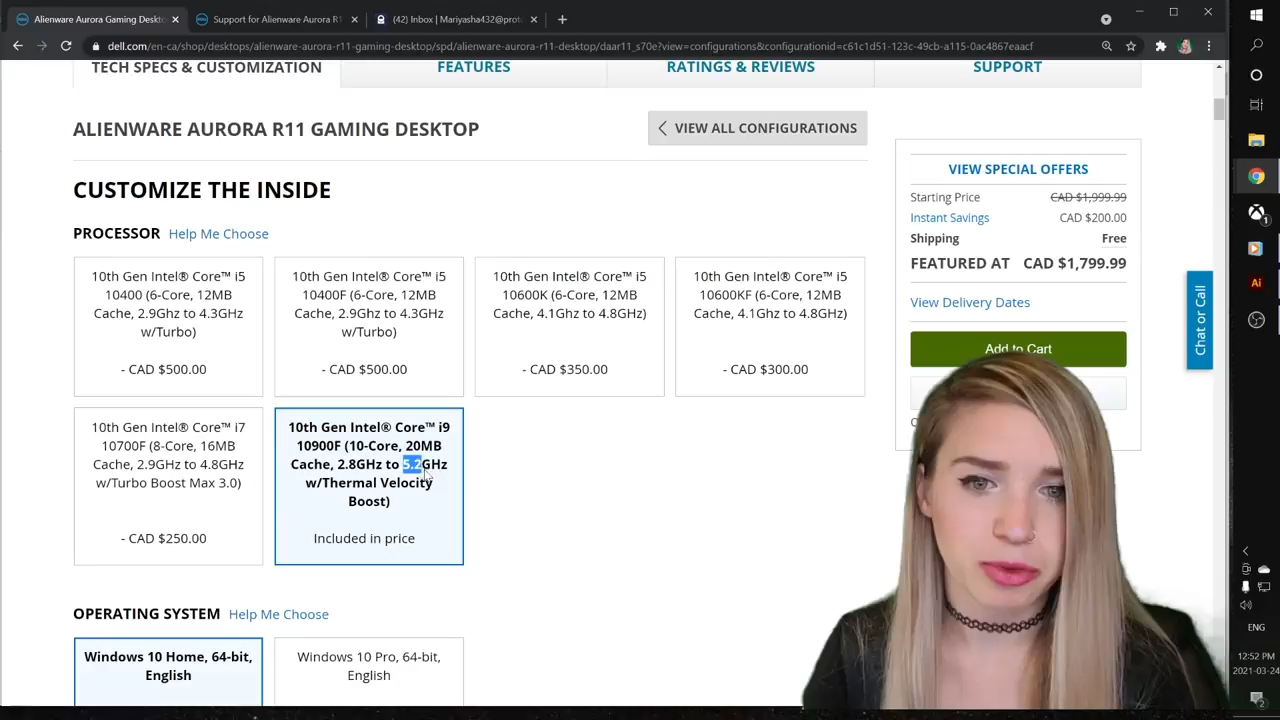 Alienware Aurora Gaming Deskto
Support for Alienware Aurora R1
(42) Inbox | Mariyasha432@prot
dell.com/en-ca/shop/desktops/alienware-aurora-r11-gaming-desktop/spd/alienware-aurora-r11-desktop/daar11_s70e?view=configurations&configurationid=c61c1d51-123c-49cb-a115-0ac4867eaacf
TECH SPECS & CUSTOMIZATION
FEATURES
RATINGS & REVIEWS
SUPPORT
ALIENWARE AURORA R11 GAMING DESKTOP
VIEW ALL CONFIGURATIONS
CUSTOMIZE THE INSIDE
PROCESSOR Help Me Choose
10th Gen Intel® Core™ i5
10400 (6-Core, 12MB
Cache, 2.9Ghz to 4.3GHz
w/Turbo)
- CAD $500.00
10th Gen Intel® Core™ i5
10400F (6-Core, 12MB
Cache, 2.9Ghz to 4.3GHz
w/Turbo)
- CAD $500.00
10th Gen Intel® Core™ i5
10600K (6-Core, 12MB
Cache, 4.1Ghz to 4.8GHz)
- CAD $350.00
10th Gen Intel® Core™ i5
10600KF (6-Core, 12MB
Cache, 4.1Ghz to 4.8GHz)
- CAD $300.00
10th Gen Intel® Core™ i7
10700F (8-Core, 16MB
Cache, 2.9GHz to 4.8GHz
w/Turbo Boost Max 3.0)
- CAD $250.00
10th Gen Intel® Core™ i9
10900F (10-Core, 20MB
Cache, 2.8GHz to 5.2GHz
w/Thermal Velocity
Boost)
Included in price
OPERATING SYSTEM Help Me Choose
Windows 10 Home, 64-bit,
English
Windows 10 Pro, 64-bit,
English
VIEW SPECIAL OFFERS
Starting Price CAD $1,999.99
Instant Savings CAD $200.00
Shipping Free
FEATURED AT CAD $1,799.99
View Delivery Dates
Add to Cart
Chat or Call
Ai
ENG
12:52 PM
2021-03-24